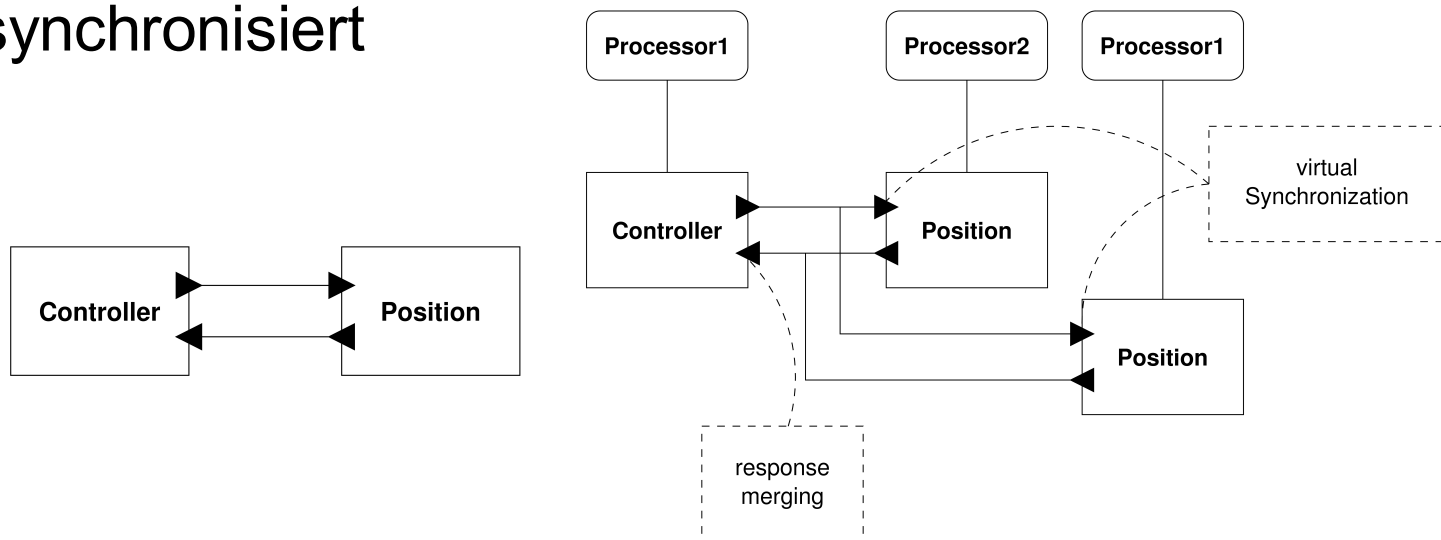 synchronisiert
Processor1
Processor2
Processor1
virtual
Synchronization
Controller
Position
Controller
Position
Position
response
merging